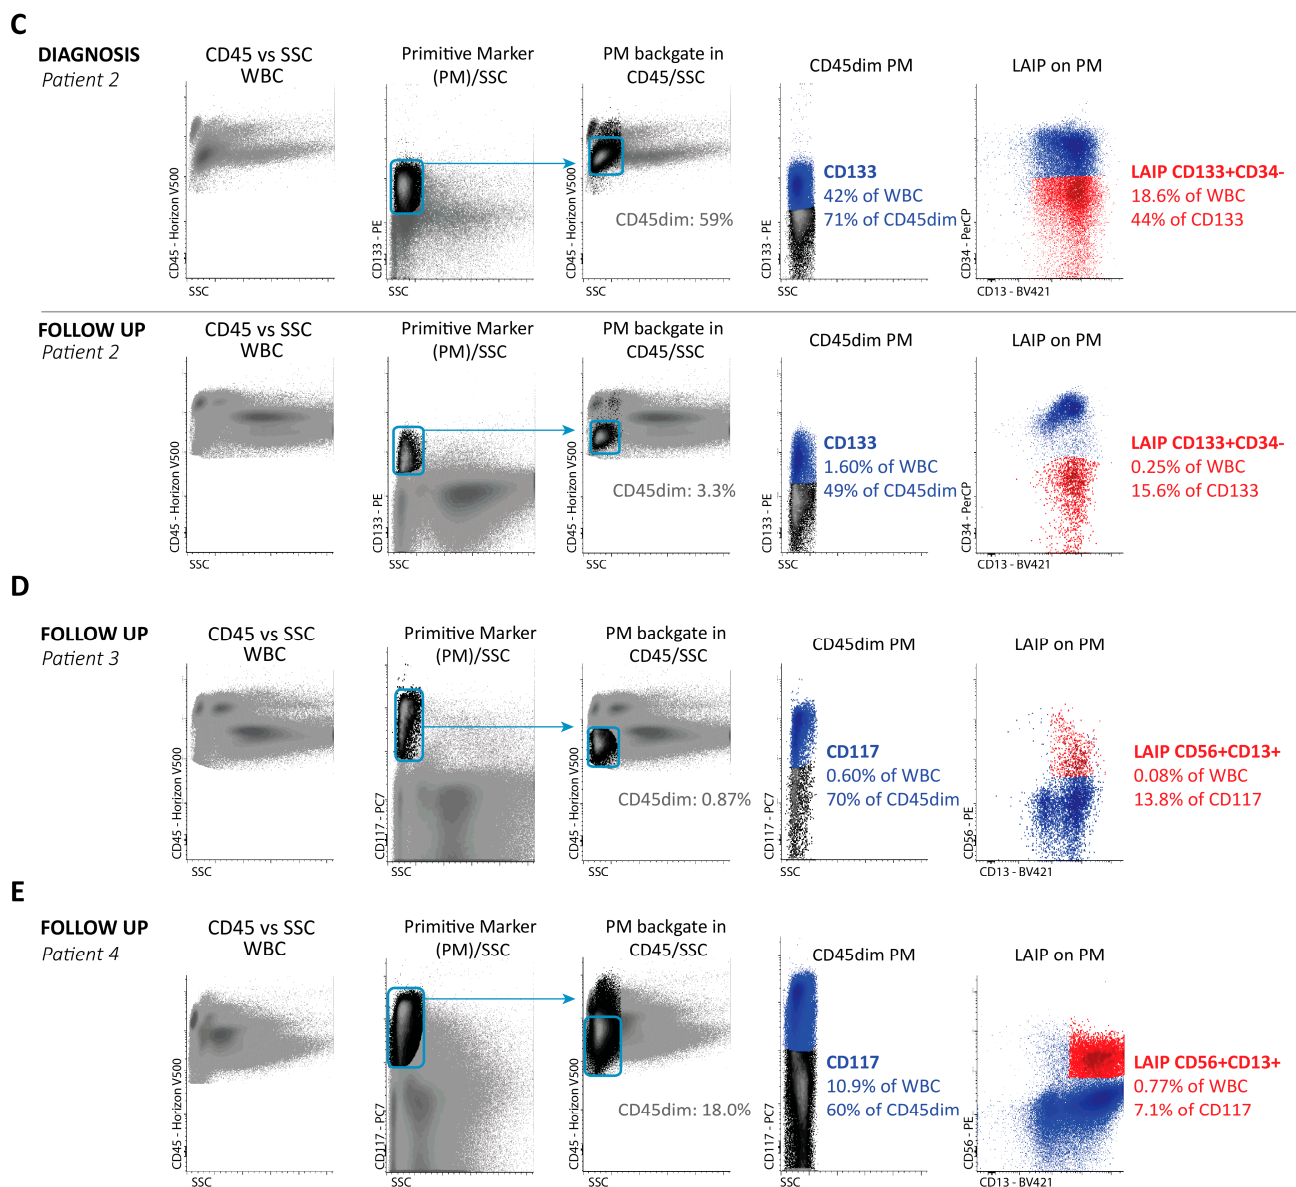 C
DIAGNOSIS
Patient 2
CD45 vs SSC
WBC
Primitive Marker
(PM)/SSC
PM backgate in
CD45/SSC
CD45dim PM
LAIP on PM
CD45 - Horizon V500
SSC
CD133 - PE
SSC
CD45 - Horizon V500
CD45dim: 59%
CD133 - PE
SSC
CD133
42% of WBC
71% of CD45dim
CD34 - PerCP
CD13 - BV421
LAIP CD133+CD34-
18.6% of WBC
44% of CD133
FOLLOW UP
Patient 2
CD45 vs SSC
WBC
Primitive Marker
(PM)/SSC
PM backgate in
CD45/SSC
CD45dim PM
LAIP on PM
CD45 - Horizon V500
SSC
CD133 - PE
SSC
CD45 - Horizon V500
SSC
CD45dim: 3.3%
CD133 - PE
SSC
CD133
1.60% of WBC
49% of CD45dim
CD34 - PerCP
CD13 - BV421
LAIP CD133+CD34-
0.25% of WBC
15.6% of CD133
D
FOLLOW UP
Patient 3
CD45 vs SSC
WBC
Primitive Marker
(PM)/SSC
PM backgate in
CD45/SSC
CD45dim PM
LAIP on PM
CD45 - Horizon V500
SSC
CD117 - PC7
SSC
CD45 - Horizon V500
SSC
CD45dim: 0.87%
CD117 - PC7
SSC
CD117
0.60% of WBC
70% of CD45dim
CD56 - PE
CD13 - BV421
LAIP CD56+CD13+
0.08% of WBC
13.8% of CD117
E
FOLLOW UP
Patient 4
CD45 vs SSC
WBC
Primitive Marker
(PM)/SSC
PM backgate in
CD45/SSC
CD45dim PM
LAIP on PM
CD45 - Horizon V500
SSC
CD117 - PC7
SSC
CD45 - Horizon V500
SSC
CD45dim: 18.0%
CD117 - PC7
SSC
CD117
10.9% of WBC
60% of CD45dim
CD56 - PE
CD13 - BV421
LAIP CD56+CD13+
0.77% of WBC
7.1% of CD117